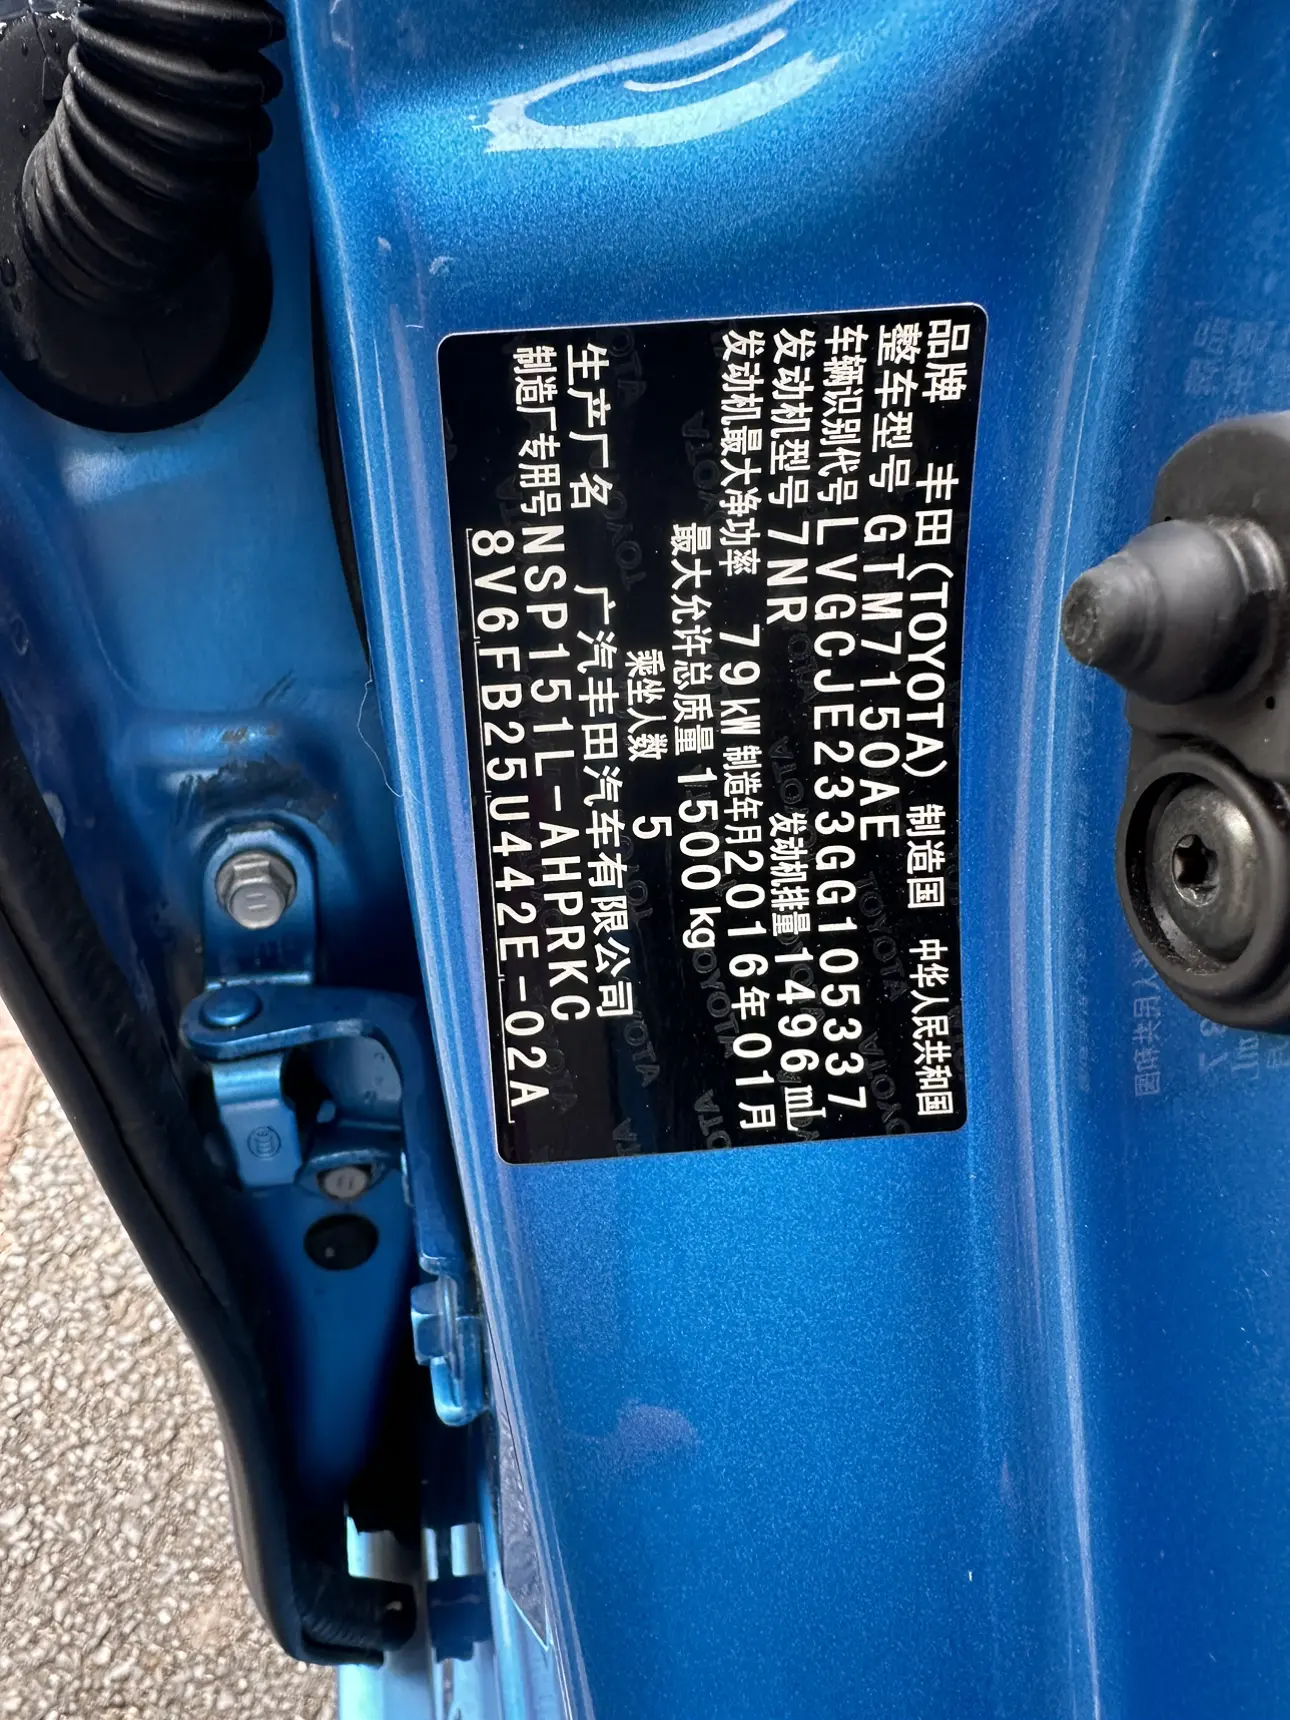 品牌 丰田(TOYOTA) 制造国 中华人民共和国
整车型号 GTM7150AE
车辆识别代号 LVGCJE233GG105337
发动机型号 7NR 发动机排量 1496mL
发动机最大净功率 79kW 制造年月 2016年01月
最大允许总质量 1500kg
乘坐人数 5
生产厂名 广汽丰田汽车有限公司
制造厂专用号 NSP151L-AHPRKC
8V6FB25U442E-02A